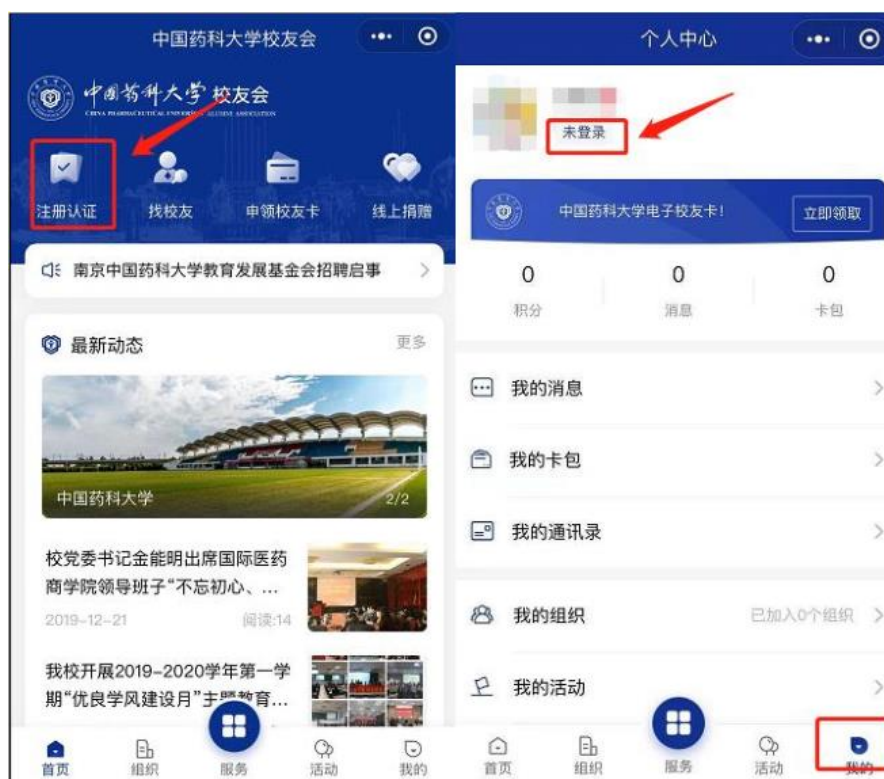 中国药科大学校友会
中国药科大学 校友会
CHINA PHARMACEUTICAL UNIVERSITY ALUMNI ASSOCIATION
注册认证
找校友
申领校友卡
线上捐赠
南京中国药科大学教育发展基金会招聘启事
最新动态
更多
中国药科大学
2/2
校党委书记金能明出席国际医药
商学院领导班子“不忘初心、...
2019-12-21
阅读:14
我校开展2019-2020学年第一学
期“优良学风建设月”主题教育...
首页
组织
服务
活动
我的
个人中心
未登录
中国药科大学电子校友卡!
立即领取
0
0
0
积分
消息
卡包
我的消息
我的卡包
我的通讯录
我的组织
已加入0个组织
我的活动
首页
组织
服务
活动
我的